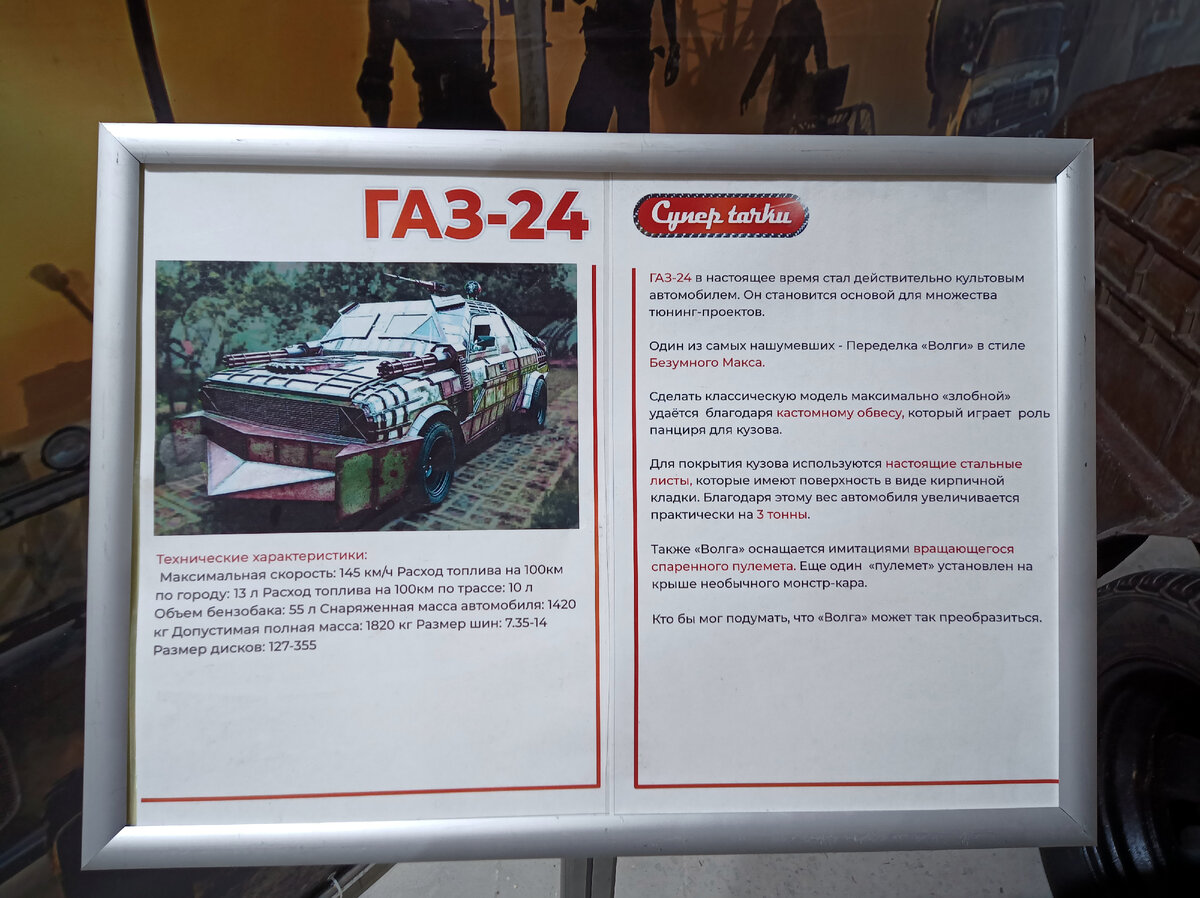 ГАЗ-24
Технические характеристики:
Максимальная скорость: 145 км/ч Расход топлива на 100км
по городу: 13 л Расход топлива на 100км по трассе: 10 л
Объем бензобака: 55 л Снаряженная масса автомобиля: 1420
кг Допустимая полная масса: 1820 кг Размер шин: 7.35-14
Размер дисков: 127-355
Супер тачки
ГАЗ-24 в настоящее время стал действительно культовым
автомобилем. Он становится основой для множества
тюнинг-проектов.
Один из самых нашумевших - Переделка «Волги» в стиле
Безумного Макса.
Сделать классическую модель максимально «злобной»
удаётся благодаря кастомному обвесу, который играет роль
панциря для кузова.
Для покрытия кузова используются настоящие стальные
листы, которые имеют поверхность в виде кирпичной
кладки. Благодаря этому вес автомобиля увеличивается
практически на 3 тонны.
Также «Волга» оснащается имитациями вращающегося
спаренного пулемета. Еще один «пулемет» установлен на
крыше необычного монстр-кара.
Кто бы мог подумать, что «Волга» может так преобразиться.